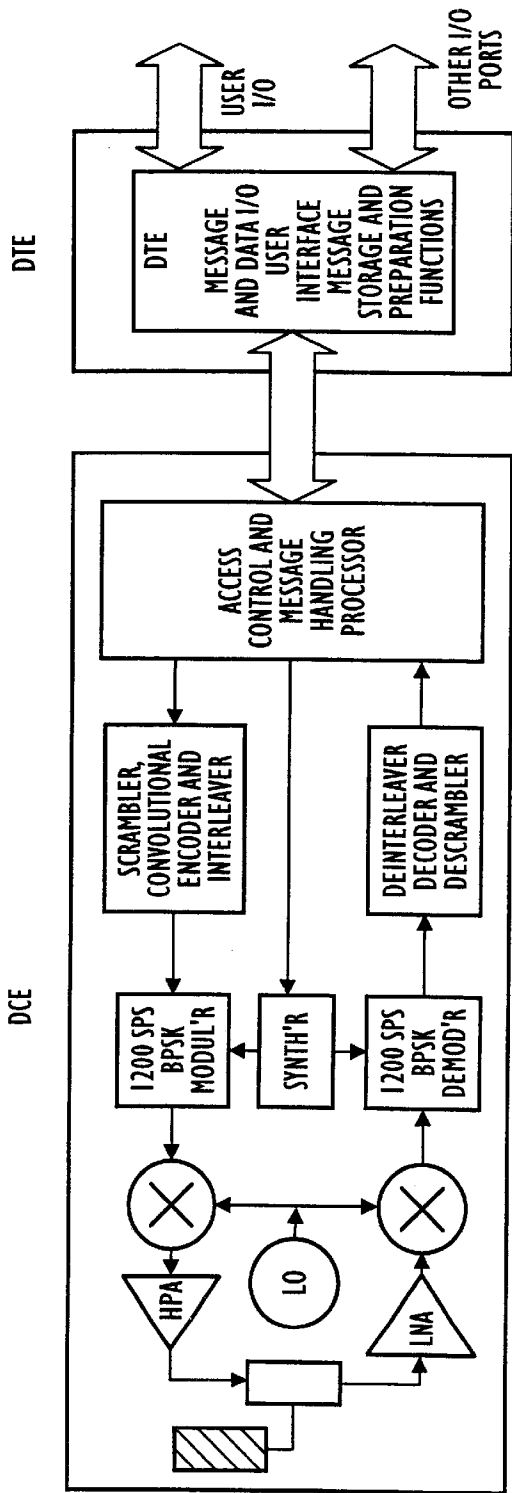 DCE
DTE
HPA
LO
LNA
1200 SPS
BPSK
MODUL'R
SYNTH'R
1200 SPS
BPSK
DEMOD'R
SCRAMBLER,
CONVOLUTIONAL
ENCODER AND
INTERLEAVER
DEINTERLEAVER
DECODER AND
DESCRAMBLER
ACCESS
CONTROL AND
MESSAGE
HANDLING
PROCESSOR
DTE
MESSAGE
AND DATA I/O
USER
INTERFACE
MESSAGE
STORAGE AND
PREPARATION
FUNCTIONS
USER
I/O
OTHER I/O
PORTS